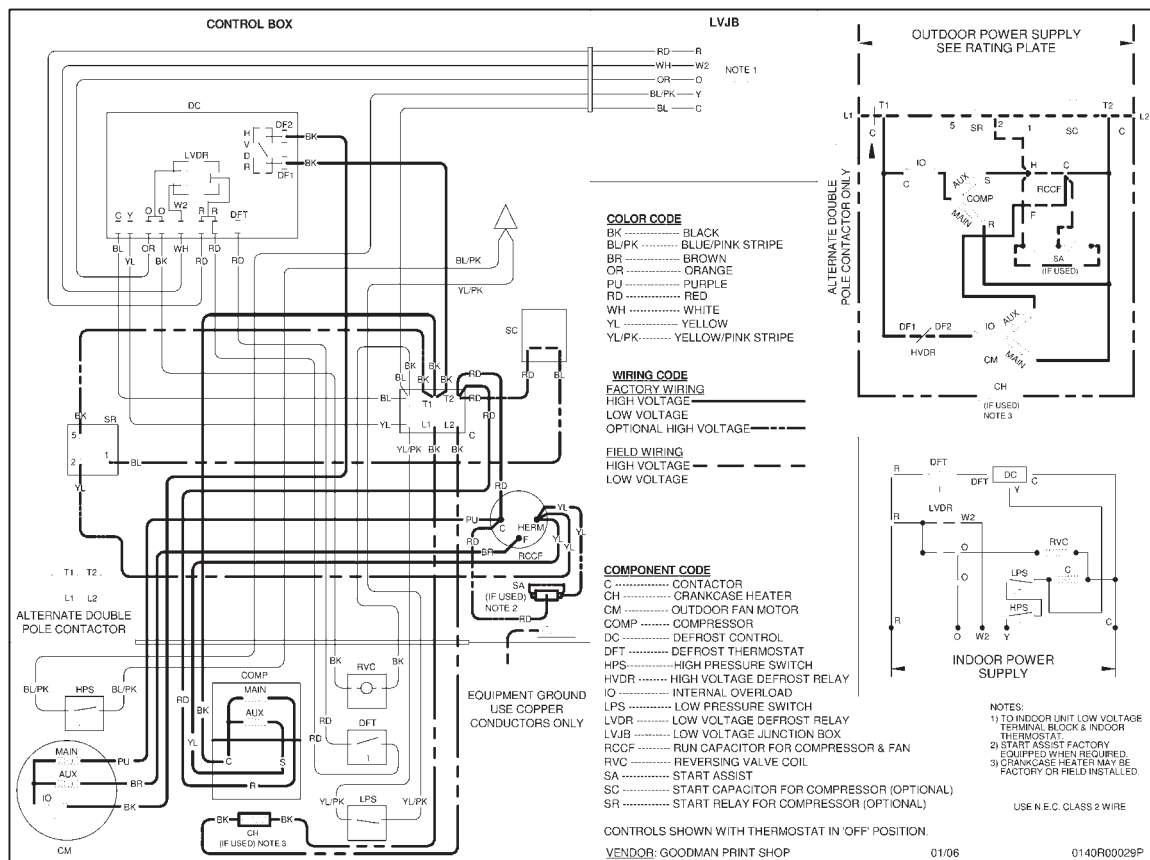 CONTROL BOX
LVJB
RD R
WH W2
OR O
BL/PK Y
BL C
NOTE 1
DC
LVDR
W2
H
V
D
R
DF2
BK
DF1
BK
C Y O O R R DFT
BL OR WH RD
YL BK RD RD
BL/PK
YL/PK
SC
RD BL
BL BK BK BK
RD
T1 T2
RD
RD
L1 L2
C
BL
YL
YL/PK BK BK
BK
SR
5
2
1
BL
YL
RD
PU
C HERM
F
RCCF
BR
RD
YL
YL
YL
YL
YL
SA
(IF USED)
NOTE 2
RD
T1 T2
L1 L2
ALTERNATE DOUBLE
POLE CONTACTOR
BL/PK HPS BL/PK
COMP
MAIN
AUX
C S
R
RD
BK
YL
RD
BK BK
RVC
RD
DFT
YL/PK LPS YL/PK
EQUIPMENT GROUND
USE COPPER
CONDUCTORS ONLY
MAIN
AUX
IO
PU
BR
BK
CM
BK BK
CH
(IF USED) NOTE 3
COLOR CODE
BK ---------- BLACK
BL/PK ---------- BLUE/PINK STRIPE
BR ---------- BROWN
OR ---------- ORANGE
PU ---------- PURPLE
RD ---------- RED
WH ---------- WHITE
YL ---------- YELLOW
YL/PK ---------- YELLOW/PINK STRIPE
WIRING CODE
FACTORY WIRING
HIGH VOLTAGE
LOW VOLTAGE
OPTIONAL HIGH VOLTAGE
FIELD WIRING
HIGH VOLTAGE
LOW VOLTAGE
COMPONENT CODE
C ---------- CONTACTOR
CH ---------- CRANKCASE HEATER
CM ---------- OUTDOOR FAN MOTOR
COMP ------ COMPRESSOR
DC ---------- DEFROST CONTROL
DFT ---------- DEFROST THERMOSTAT
HPS -------- HIGH PRESSURE SWITCH
HVDR ------- HIGH VOLTAGE DEFROST RELAY
IO ---------- INTERNAL OVERLOAD
LPS ---------- LOW PRESSURE SWITCH
LVDR -------- LOW VOLTAGE DEFROST RELAY
LVJB -------- LOW VOLTAGE JUNCTION BOX
RCCF -------- RUN CAPACITOR FOR COMPRESSOR & FAN
RVC ---------- REVERSING VALVE COIL
SA ---------- START ASSIST
SC ---------- START CAPACITOR FOR COMPRESSOR (OPTIONAL)
SR ---------- START RELAY FOR COMPRESSOR (OPTIONAL)
CONTROLS SHOWN WITH THERMOSTAT IN 'OFF' POSITION.
VENDOR: GOODMAN PRINT SHOP
01/06
0140R00029P
OUTDOOR POWER SUPPLY
SEE RATING PLATE
L1 T1 T2 L2
C 5 SR 2 1 SC C
ALTERNATE DOUBLE
POLE CONTACTOR ONLY
IO
C
AUX
S
COMP
MAIN
R
H C
RCCF
F
SA
(IF USED)
DF1 DF2
HVDR
IO
AUX
CM
MAIN
CH
(IF USED)
NOTE 3
R DFT DFT DC C
Y
LVDR
R W2
O
O
RVC
LPS
C
HPS
R O W2 Y C
INDOOR POWER
SUPPLY
NOTES:
1) TO INDOOR UNIT LOW VOLTAGE
TERMINAL BLOCK & INDOOR
THERMOSTAT.
2) START ASSIST FACTORY
EQUIPPED WHEN REQUIRED.
3) CRANKCASE HEATER MAY BE
FACTORY OR FIELD INSTALLED.
USE N.E.C. CLASS 2 WIRE